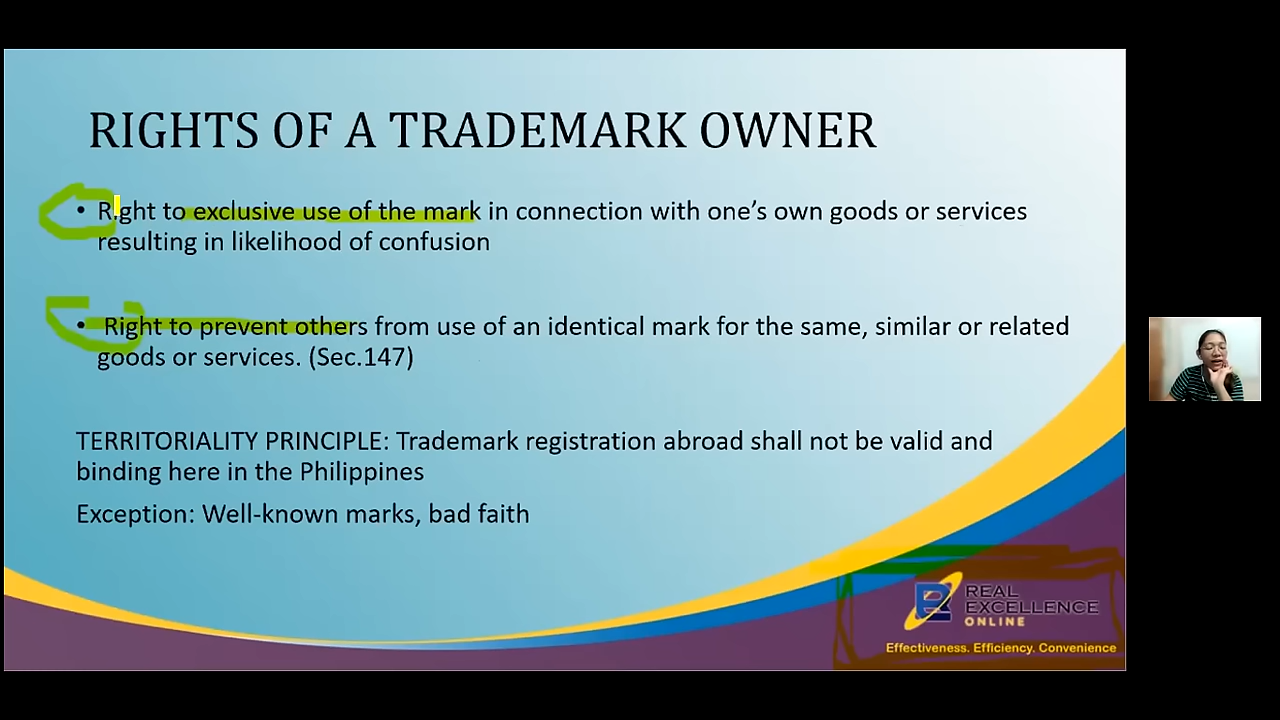 RIGHTS OF A TRADEMARK OWNER
• Right to exclusive use of the mark in connection with one's own goods or services
resulting in likelihood of confusion
• Right to prevent others from use of an identical mark for the same, similar or related
goods or services. (Sec.147)
TERRITORIALITY PRINCIPLE: Trademark registration abroad shall not be valid and
binding here in the Philippines
Exception: Well-known marks, bad faith
REAL
EXCELLENCE
ONLINE
Effectiveness. Efficiency. Convenience